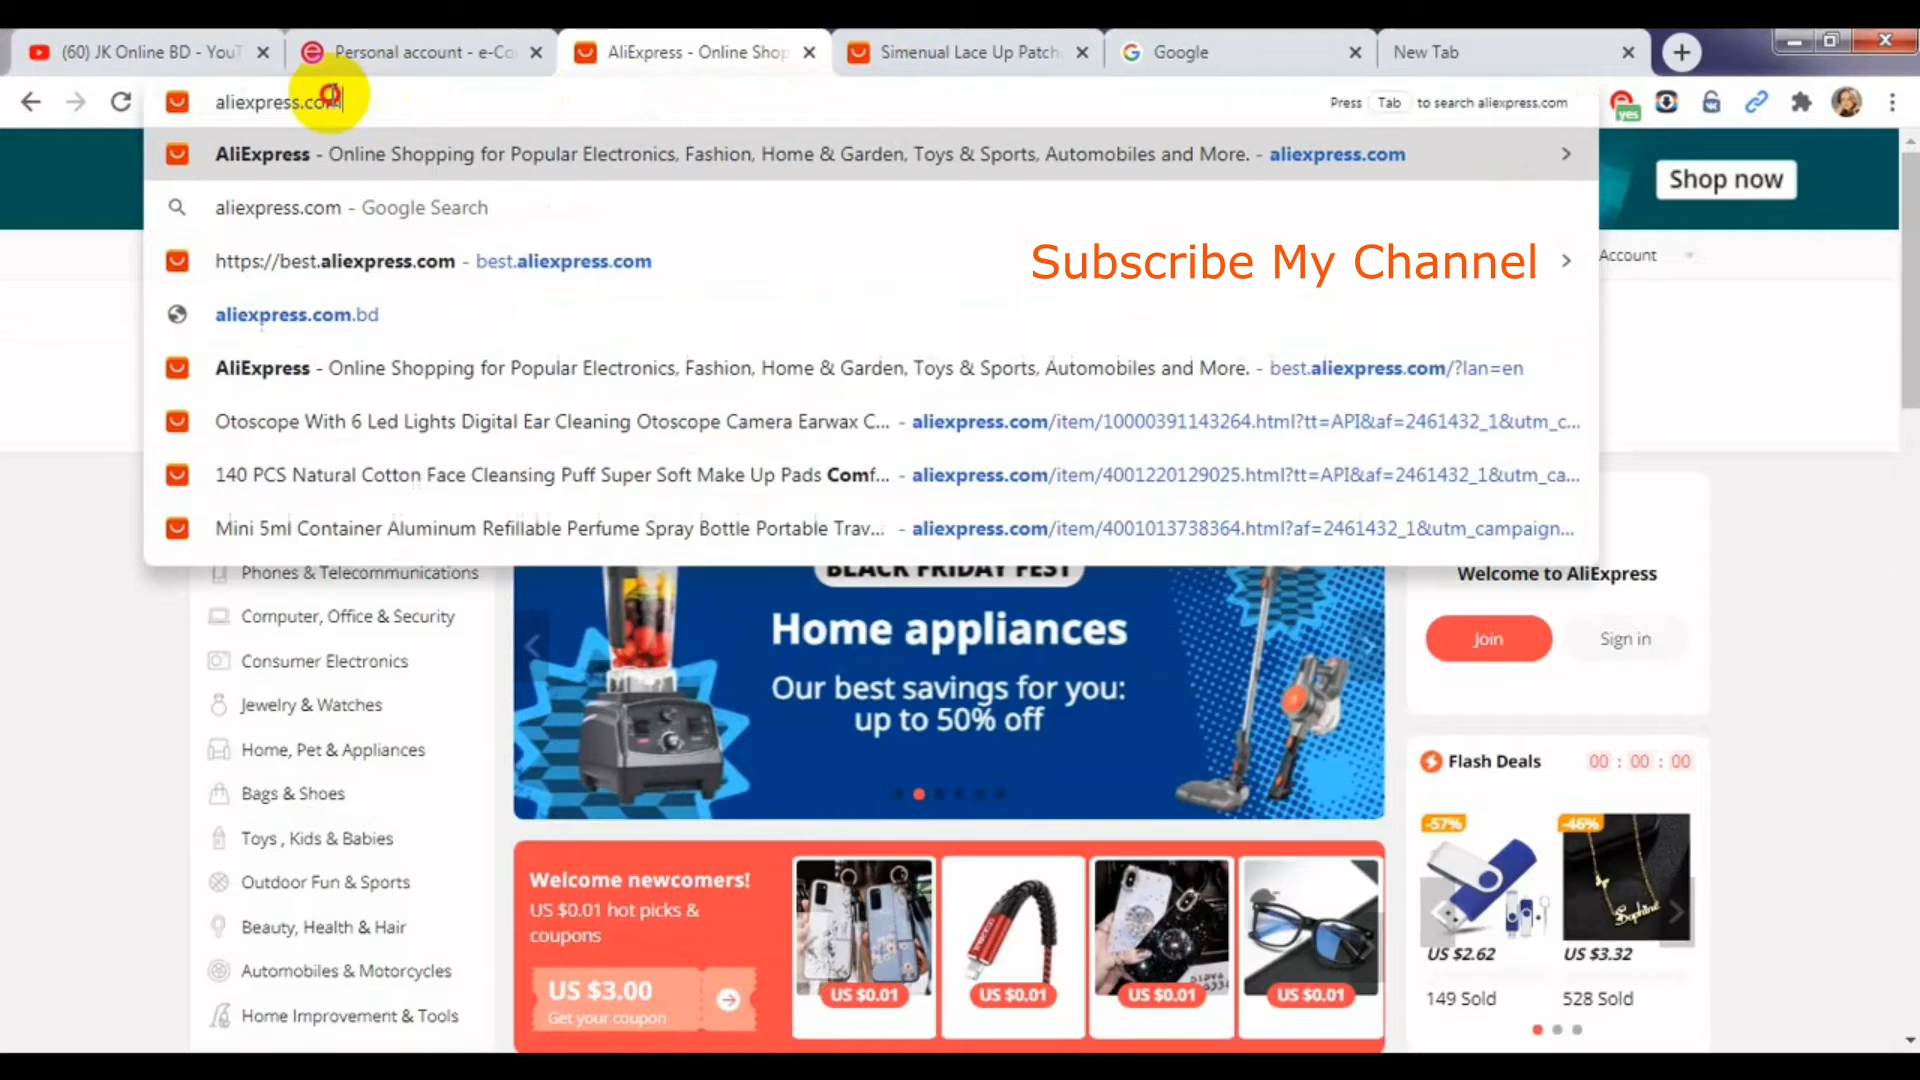 (60) JK Online BD - YouT
Personal account - e-Co
AliExpress - Online Shop
Simenual Lace Up Patch
Google
New Tab
aliexpress.com
Press Tab to search aliexpress.com
yes
AliExpress - Online Shopping for Popular Electronics, Fashion, Home & Garden, Toys & Sports, Automobiles and More. - aliexpress.com
Shop now
aliexpress.com - Google Search
https://best.aliexpress.com - best.aliexpress.com
Subscribe My Channel
Account
aliexpress.com.bd
AliExpress - Online Shopping for Popular Electronics, Fashion, Home & Garden, Toys & Sports, Automobiles and More. - best.aliexpress.com/?lan=en
Otoscope With 6 Led Lights Digital Ear Cleaning Otoscope Camera Earwax C... - aliexpress.com/item/10000391143264.html?tt=API&af=2461432_1&utm_c...
140 PCS Natural Cotton Face Cleansing Puff Super Soft Make Up Pads Comf... - aliexpress.com/item/4001220129025.html?tt=API&af=2461432_1&utm_ca...
Mini 5ml Container Aluminum Refillable Perfume Spray Bottle Portable Trav... - aliexpress.com/item/4001013738364.html?af=2461432_1&utm_campaign...
Phones & Telecommunications
Computer, Office & Security
Consumer Electronics
Jewelry & Watches
Home, Pet & Appliances
Bags & Shoes
Toys , Kids & Babies
Outdoor Fun & Sports
Beauty, Health & Hair
Automobiles & Motorcycles
Home Improvement & Tools
BLACK FRIDAY FEST
Home appliances
Our best savings for you:
up to 50% off
Welcome to AliExpress
Join
Sign in
Flash Deals
00 : 00 : 00
-57%
-46%
Sophine
US $2.62
US $3.32
149 Sold
528 Sold
Welcome newcomers!
US $0.01 hot picks &
coupons
US $3.00
Get your coupon
US $0.01
US $0.01
US $0.01
US $0.01